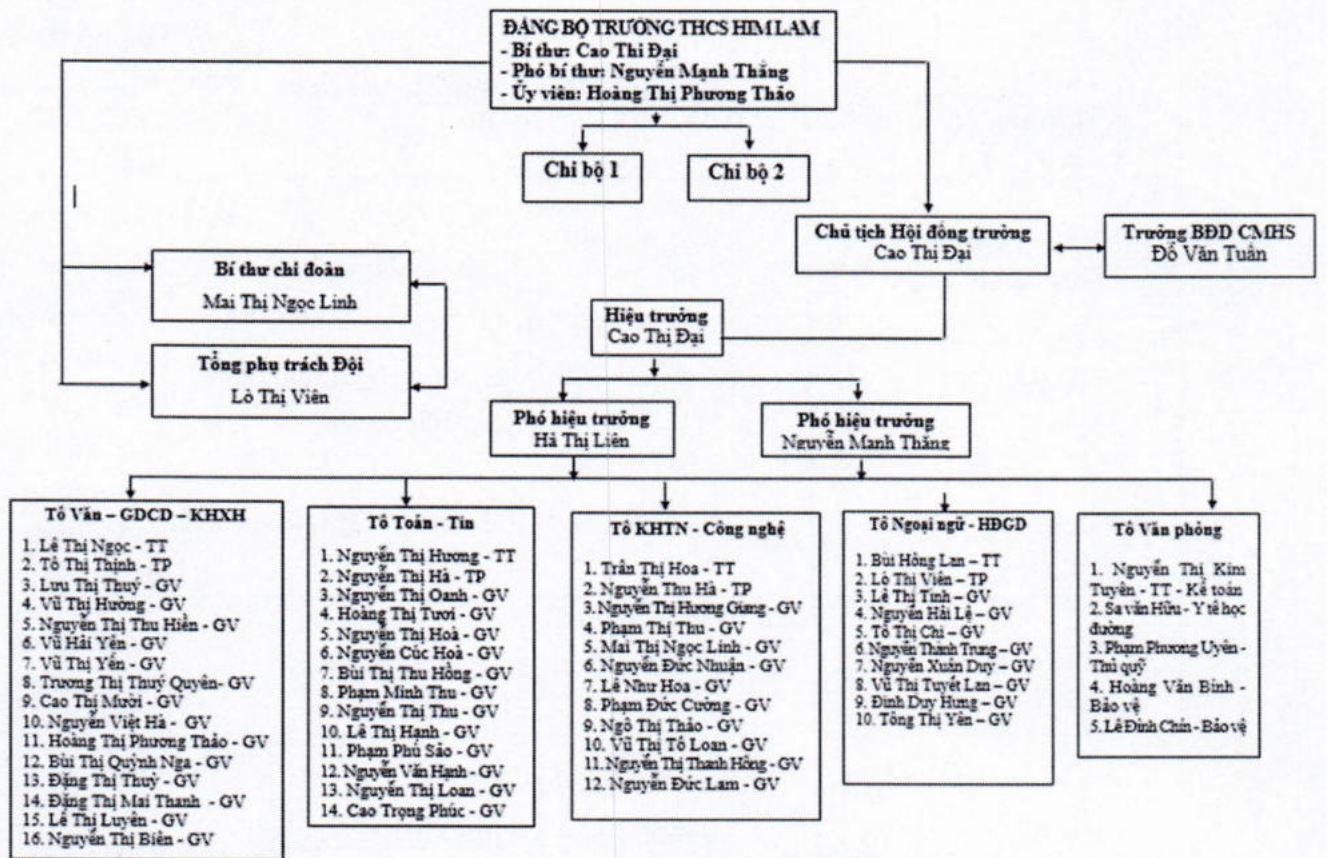 ĐẢNG BỘ TRƯỜNG THCS HIM LAM
- Bí thư: Cao Thị Đại
- Phó bí thư: Nguyễn Mạnh Thắng
- Ủy viên: Hoàng Thị Phương Thảo
Chi bộ 1
Chi bộ 2
Chủ tịch Hội đồng trường
Cao Thị Đại
Trưởng BĐD CMHS
Đỗ Văn Tuấn
Bí thư chi đoàn
Mai Thị Ngọc Linh
Hiệu trưởng
Cao Thị Đại
Tổng phụ trách Đội
Lò Thị Viên
Phó hiệu trưởng
Hà Thị Liên
Phó hiệu trưởng
Nguyễn Mạnh Thắng
Tổ Văn – GDCD – KHXH
1. Lê Thị Ngọc - TT
2. Tô Thị Thịnh - TP
3. Lưu Thị Thuý - GV
4. Vũ Thị Hường - GV
5. Nguyễn Thị Thu Hiền - GV
6. Vũ Hải Yên - GV
7. Vũ Thị Yên - GV
8. Trương Thị Thuý Quyên- GV
9. Cao Thị Mười - GV
10. Nguyễn Việt Hà - GV
11. Hoàng Thị Phương Thảo - GV
12. Bùi Thị Quỳnh Nga - GV
13. Đặng Thị Thuỷ - GV
14. Đặng Thị Mai Thanh - GV
15. Lê Thị Luyên - GV
16. Nguyễn Thị Biên - GV
Tổ Toán - Tin
1. Nguyễn Thị Hương - TT
2. Nguyễn Thị Hà - TP
3. Nguyễn Thị Oanh - GV
4. Hoàng Thị Tươi - GV
5. Nguyễn Thị Hoà - GV
6. Nguyễn Cúc Hoà - GV
7. Bùi Thị Thu Hồng - GV
8. Phạm Minh Thu - GV
9. Nguyễn Thị Thu - GV
10. Lê Thị Hạnh - GV
11. Phạm Phú Sảo - GV
12. Nguyễn Văn Hạnh - GV
13. Nguyễn Thị Loan - GV
14. Cao Trọng Phúc - GV
Tổ KHTN - Công nghệ
1. Trần Thị Hoa - TT
2. Nguyễn Thu Hà - TP
3. Nguyễn Thị Hương Giang - GV
4. Phạm Thị Thu - GV
5. Mai Thị Ngọc Linh - GV
6. Nguyễn Đức Nhuận - GV
7. Lê Như Hoa - GV
8. Phạm Đức Cường - GV
9. Ngô Thị Thảo - GV
10. Vũ Thị Tố Loan - GV
11. Nguyễn Thị Thanh Hồng - GV
12. Nguyễn Đức Lam - GV
Tổ Ngoại ngữ - HĐGD
1. Bùi Hồng Lan – TT
2. Lò Thị Viên – TP
3. Lê Thị Tình – GV
4. Nguyễn Hải Lệ – GV
5. Tô Thị Chi – GV
6. Nguyễn Thành Trung – GV
7. Nguyễn Xuân Duy – GV
8. Vũ Thị Tuyết Lan – GV
9. Đinh Duy Hưng – GV
10. Tống Thị Yên – GV
Tổ Văn phòng
1. Nguyễn Thị Kim
Tuyên - TT - Kế toán
2. Sa văn Hữu - Y tế học
đường
3. Phạm Phương Uyên -
Thủ quỹ
4. Hoàng Văn Bình -
Bảo vệ
5. Lê Đình Chín - Bảo vệ